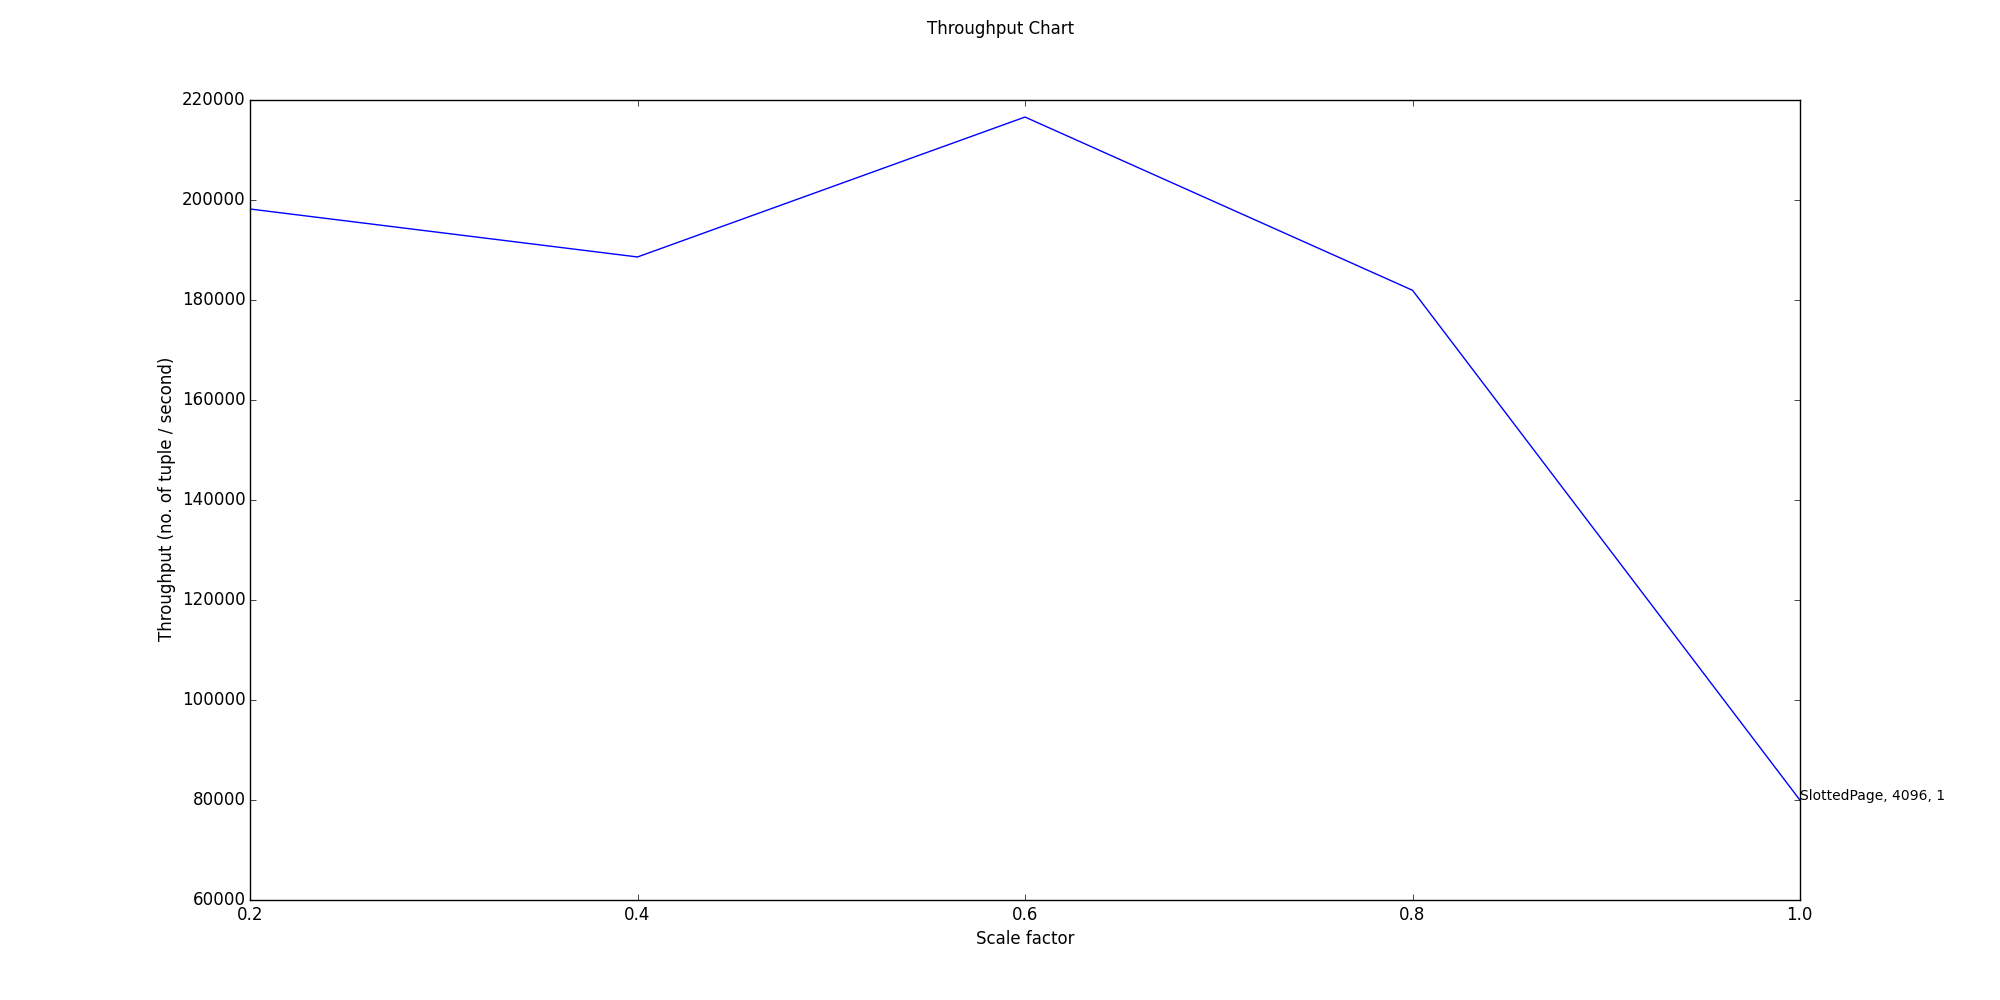 Throughput Chart
220000
200000
180000
160000
140000
120000
100000
80000
60000
Throughput (no. of tuple / second)
SlottedPage, 4096, 1
0.2 0.4 0.6 0.8 1.0
Scale factor